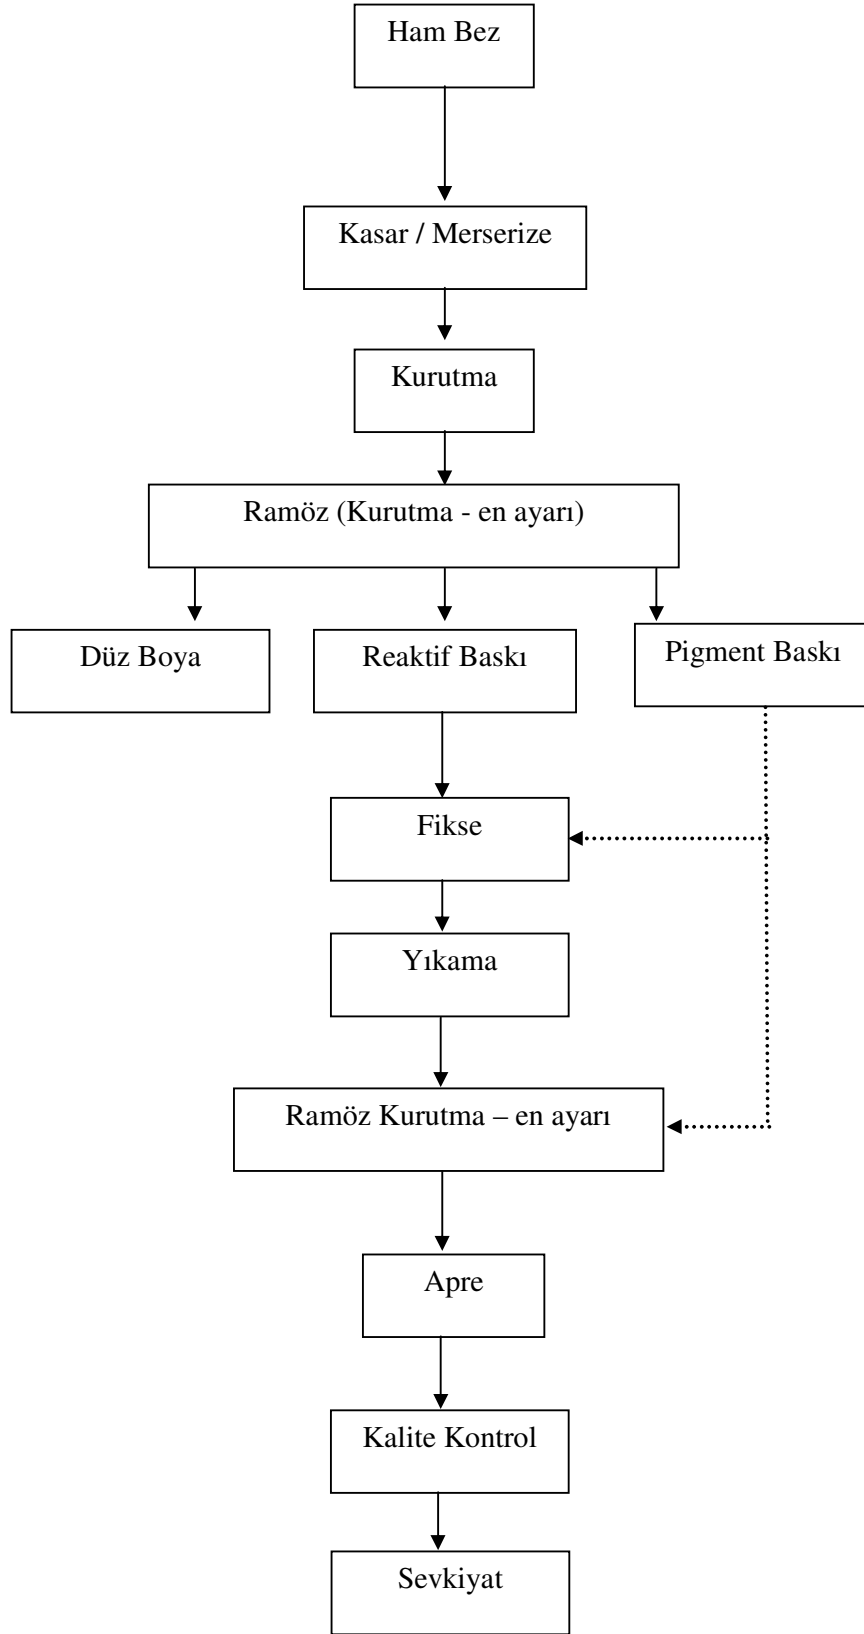 Ham Bez
Kasar / Merserize
Kurutma
Ramöz (Kurutma - en ayarı)
Düz Boya
Reaktif Baskı
Pigment Baskı
Fikse
Yıkama
Ramöz Kurutma – en ayarı
Apre
Kalite Kontrol
Sevkiyat